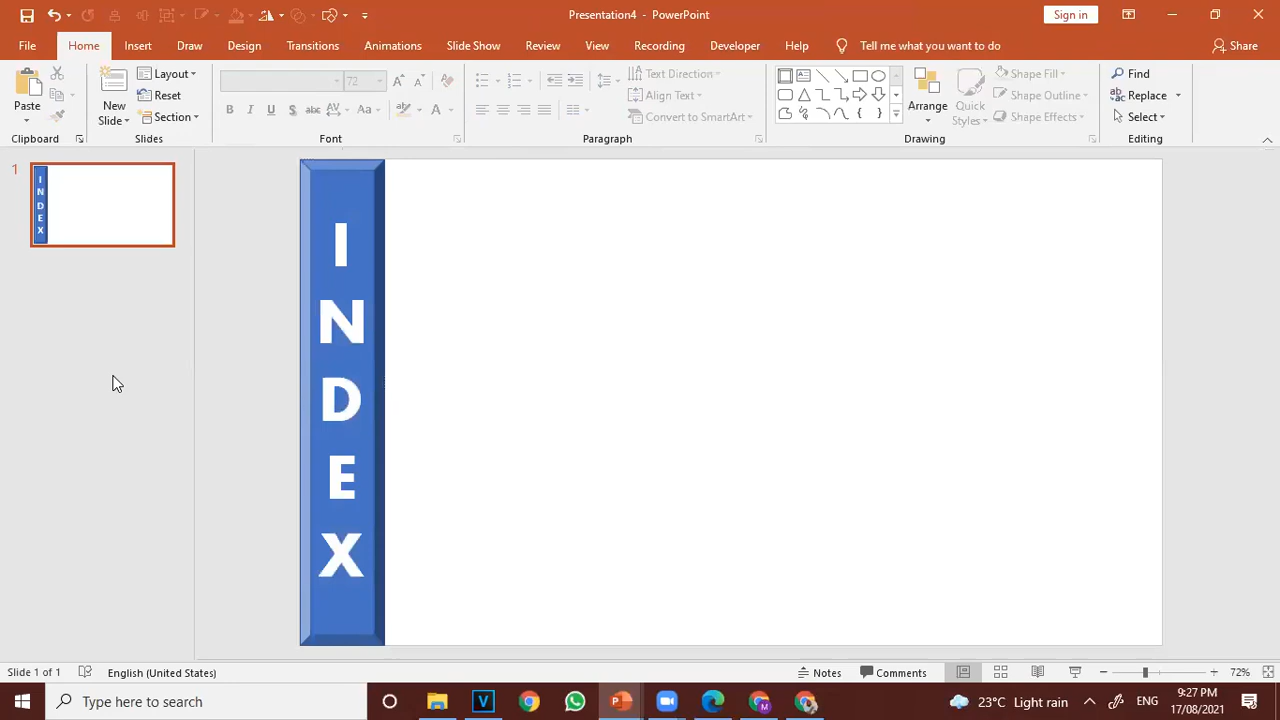 Presentation4 - PowerPoint
Sign in
File Home Insert Draw Design Transitions Animations Slide Show Review View Recording Developer Help Tell me what you want to do Share
Paste
Clipboard
New Slide
Layout
Reset
Section
Slides
72
Font
Text Direction
Align Text
Convert to SmartArt
Paragraph
Arrange
Quick Styles
Shape Fill
Shape Outline
Shape Effects
Drawing
Find
Replace
Select
Editing
1
I
N
D
E
X
I
N
D
E
X
Slide 1 of 1 English (United States) Notes Comments 72%
Type here to search
23°C Light rain
ENG
9:27 PM
17/08/2021